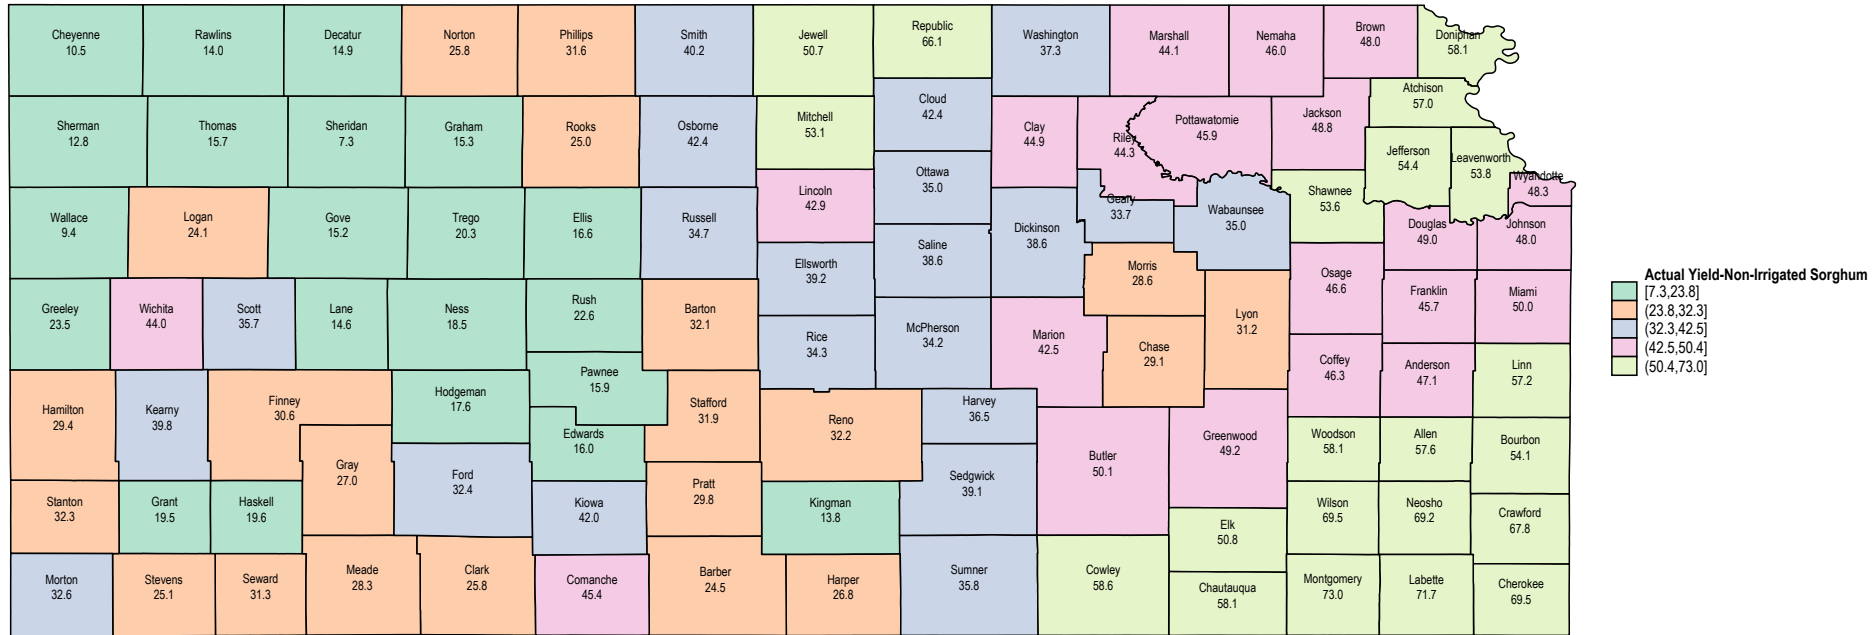 Cheyenne
10.5
Rawlins
14.0
Decatur
14.9
Norton
25.8
Phillips
31.6
Smith
40.2
Jewell
50.7
Republic
66.1
Washington
37.3
Marshall
44.1
Nemaha
46.0
Brown
48.0
Doniphan
58.1
Sherman
12.8
Thomas
15.7
Sheridan
7.3
Graham
15.3
Rooks
25.0
Osborne
42.4
Mitchell
53.1
Cloud
42.4
Clay
44.9
Riley
44.3
Pottawatomie
45.9
Jackson
48.8
Atchison
57.0
Jefferson
54.4
Leavenworth
53.8
Wyandotte
48.3
Wallace
9.4
Logan
24.1
Gove
15.2
Trego
20.3
Ellis
16.6
Russell
34.7
Lincoln
42.9
Ottawa
35.0
Saline
38.6
Dickinson
38.6
Geary
33.7
Wabaunsee
35.0
Shawnee
53.6
Douglas
49.0
Johnson
48.0
Ellsworth
39.2
Morris
28.6
Osage
46.6
Franklin
45.7
Miami
50.0
Greeley
23.5
Wichita
44.0
Scott
35.7
Lane
14.6
Ness
18.5
Rush
22.6
Barton
32.1
Rice
34.3
McPherson
34.2
Marion
42.5
Chase
29.1
Lyon
31.2
Coffey
46.3
Anderson
47.1
Linn
57.2
Hamilton
29.4
Kearny
39.8
Finney
30.6
Hodgeman
17.6
Pawnee
15.9
Stafford
31.9
Reno
32.2
Harvey
36.5
Edwards
16.0
Gray
27.0
Ford
32.4
Butler
50.1
Greenwood
49.2
Woodson
58.1
Allen
57.6
Bourbon
54.1
Stanton
32.3
Grant
19.5
Haskell
19.6
Kiowa
42.0
Pratt
29.8
Kingman
13.8
Sedgwick
39.1
Elk
50.8
Wilson
69.5
Neosho
69.2
Crawford
67.8
Morton
32.6
Stevens
25.1
Seward
31.3
Meade
28.3
Clark
25.8
Comanche
45.4
Barber
24.5
Harper
26.8
Sumner
35.8
Cowley
58.6
Chautauqua
58.1
Montgomery
73.0
Labette
71.7
Cherokee
69.5
Actual Yield-Non-Irrigated Sorghum
[7.3,23.8]
(23.8,32.3]
(32.3,42.5]
(42.5,50.4]
(50.4,73.0]